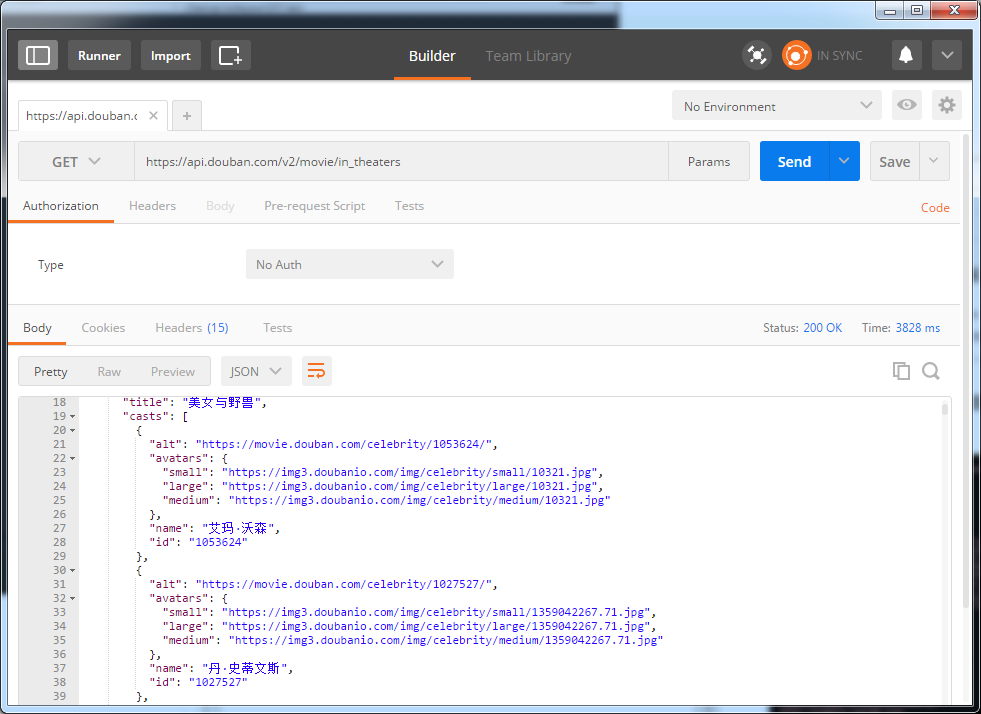 Runner Import Builder Team Library IN SYNC
https://api.douban.c × + No Environment
GET https://api.douban.com/v2/movie/in_theaters Params Send Save
Authorization Headers Body Pre-request Script Tests Code
Type No Auth
Body Cookies Headers (15) Tests Status: 200 OK Time: 3828 ms
Pretty Raw Preview JSON
18 "title": "美女与野兽",
19 "casts": [
20 {
21 "alt": "https://movie.douban.com/celebrity/1053624/",
22 "avatars": {
23 "small": "https://img3.doubanio.com/img/celebrity/small/10321.jpg",
24 "large": "https://img3.doubanio.com/img/celebrity/large/10321.jpg",
25 "medium": "https://img3.doubanio.com/img/celebrity/medium/10321.jpg"
26 },
27 "name": "艾玛·沃森",
28 "id": "1053624"
29 },
30 {
31 "alt": "https://movie.douban.com/celebrity/1027527/",
32 "avatars": {
33 "small": "https://img3.doubanio.com/img/celebrity/small/1359042267.71.jpg",
34 "large": "https://img3.doubanio.com/img/celebrity/large/1359042267.71.jpg",
35 "medium": "https://img3.doubanio.com/img/celebrity/medium/1359042267.71.jpg"
36 },
37 "name": "丹·史蒂文斯",
38 "id": "1027527"
39 },